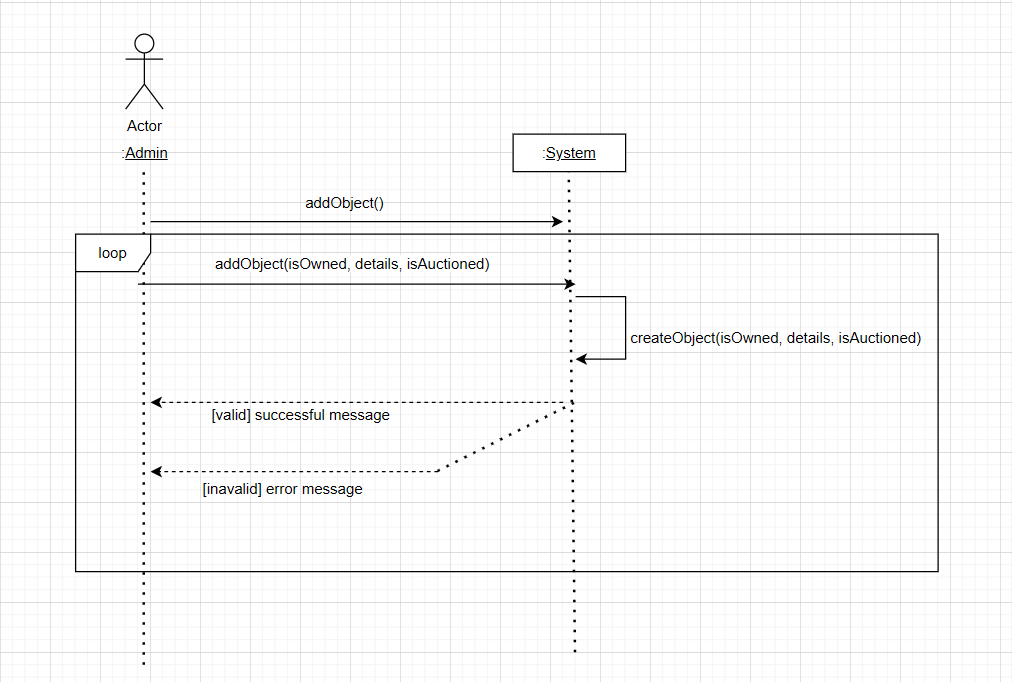 Actor
:Admin
:System
addObject()
loop
addObject(isOwned, details, isAuctioned)
createObject(isOwned, details, isAuctioned)
[valid] successful message
[inavalid] error message